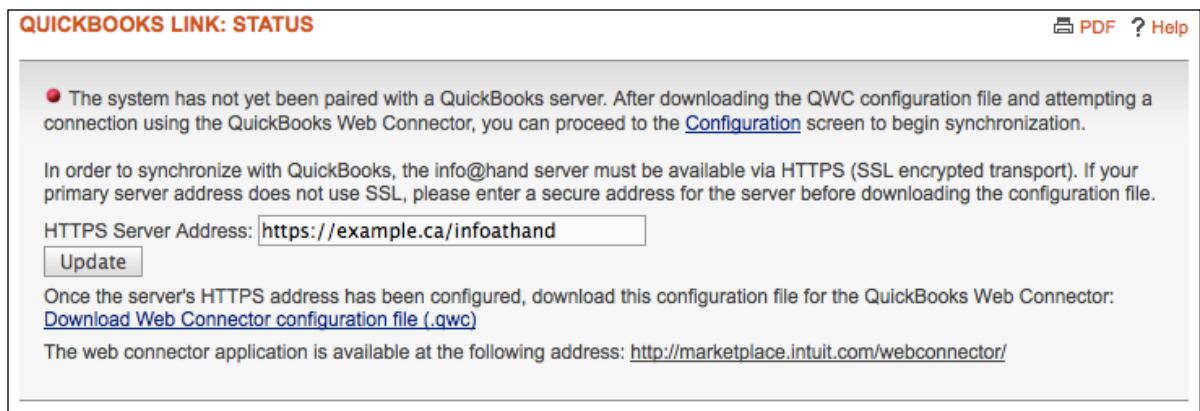 QUICKBOOKS LINK: STATUS PDF ? Help
The system has not yet been paired with a QuickBooks server. After downloading the QWC configuration file and attempting a
connection using the QuickBooks Web Connector, you can proceed to the Configuration screen to begin synchronization.
In order to synchronize with QuickBooks, the info@hand server must be available via HTTPS (SSL encrypted transport). If your
primary server address does not use SSL, please enter a secure address for the server before downloading the configuration file.
HTTPS Server Address: https://example.ca/infoathand
Update
Once the server's HTTPS address has been configured, download this configuration file for the QuickBooks Web Connector:
Download Web Connector configuration file (.qwc)
The web connector application is available at the following address: http://marketplace.intuit.com/webconnector/